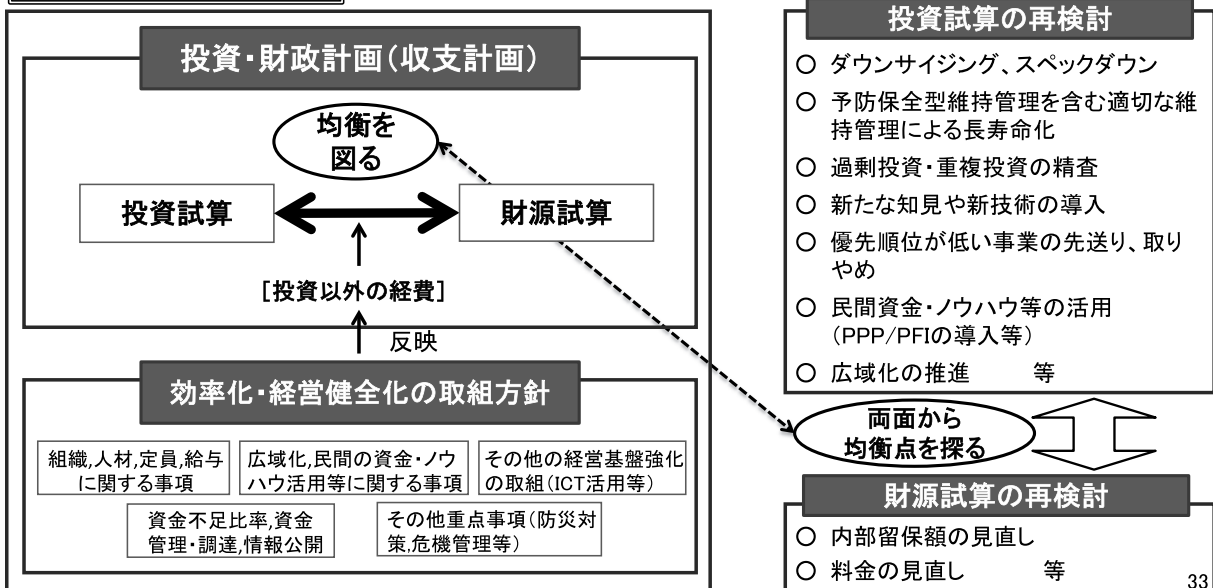 投資・財政計画(収支計画)
均衡を
図る
投資試算
財源試算
[投資以外の経費]
反映
効率化・経営健全化の取組方針
組織,人材,定員,給与
に関する事項
広域化,民間の資金・ノウ
ハウ活用等に関する事項
その他の経営基盤強化
の取組(ICT活用等)
資金不足比率,資金
管理・調達,情報公開
その他重点事項(防災対
策,危機管理等)
投資試算の再検討
○ ダウンサイジング、スペックダウン
○ 予防保全型維持管理を含む適切な維
持管理による長寿命化
○ 過剰投資・重複投資の精査
○ 新たな知見や新技術の導入
○ 優先順位が低い事業の先送り、取り
やめ
○ 民間資金・ノウハウ等の活用
(PPP/PFIの導入等)
○ 広域化の推進 等
両面から
均衡点を探る
財源試算の再検討
○ 内部留保額の見直し
○ 料金の見直し 等
33